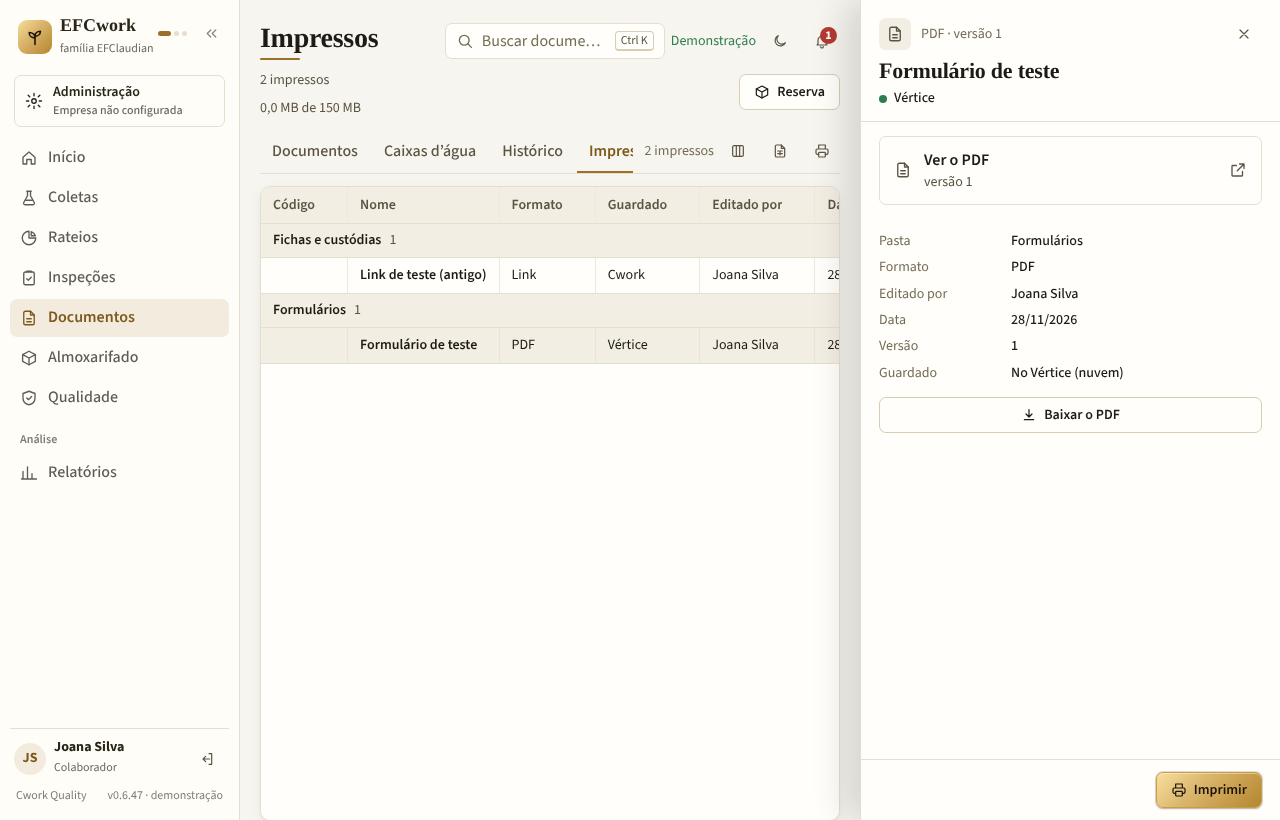 EFCwork
família EFClaudian
Administração
Empresa não configurada
Início
Coletas
Rateios
Inspeções
Documentos
Almoxarifado
Qualidade
Análise
Relatórios
JS
Joana Silva
Colaborador
Cwork Quality
v0.6.47 · demonstração
Impressos
Buscar docume…
Ctrl K
Demonstração
1
2 impressos
0,0 MB de 150 MB
Reserva
Documentos
Caixas d’água
Histórico
Impres
2 impressos
Código Nome Formato Guardado Editado por Da
Fichas e custódias 1
Link de teste (antigo) Link Cwork Joana Silva 28
Formulários 1
Formulário de teste PDF Vértice Joana Silva 28
PDF · versão 1
Formulário de teste
Vértice
Ver o PDF
versão 1
Pasta Formulários
Formato PDF
Editado por Joana Silva
Data 28/11/2026
Versão 1
Guardado No Vértice (nuvem)
Baixar o PDF
Imprimir